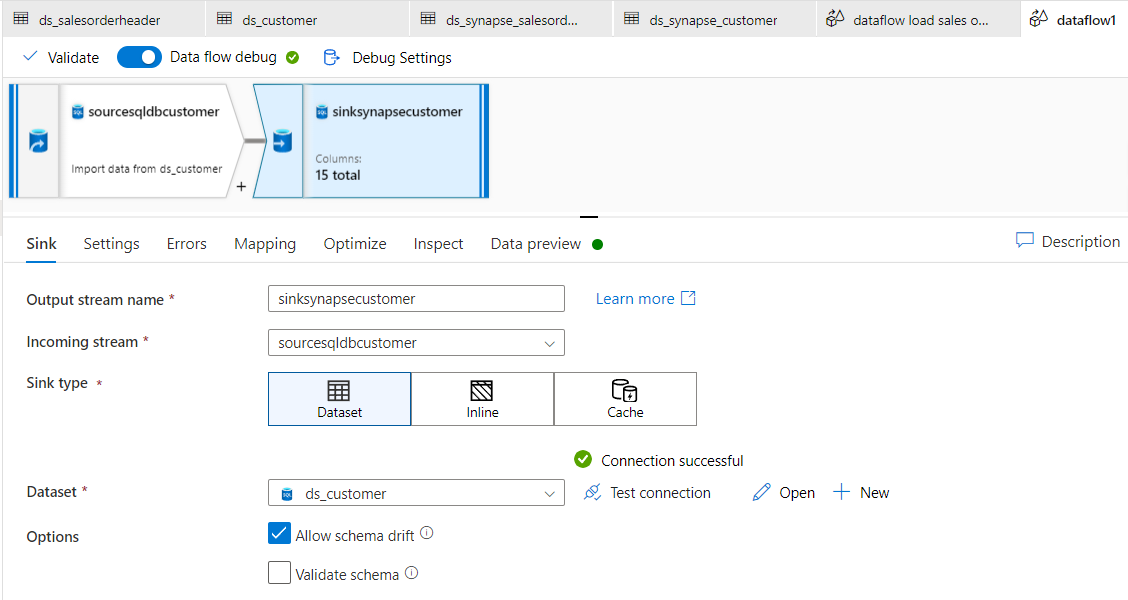 ds_salesorderheader ds_customer ds_synapse_salesord... ds_synapse_customer dataflow load sales o... dataflow1
Validate Data flow debug Debug Settings
sourcesqldbcustomer sinksynapsecustomer
Columns:
Import data from ds_customer 15 total
+
Sink Settings Errors Mapping Optimize Inspect Data preview Description
Output stream name * sinksynapsecustomer Learn more
Incoming stream * sourcesqldbcustomer
Sink type *
Dataset Inline Cache
Connection successful
Dataset * ds_customer Test connection Open New
Options Allow schema drift
Validate schema